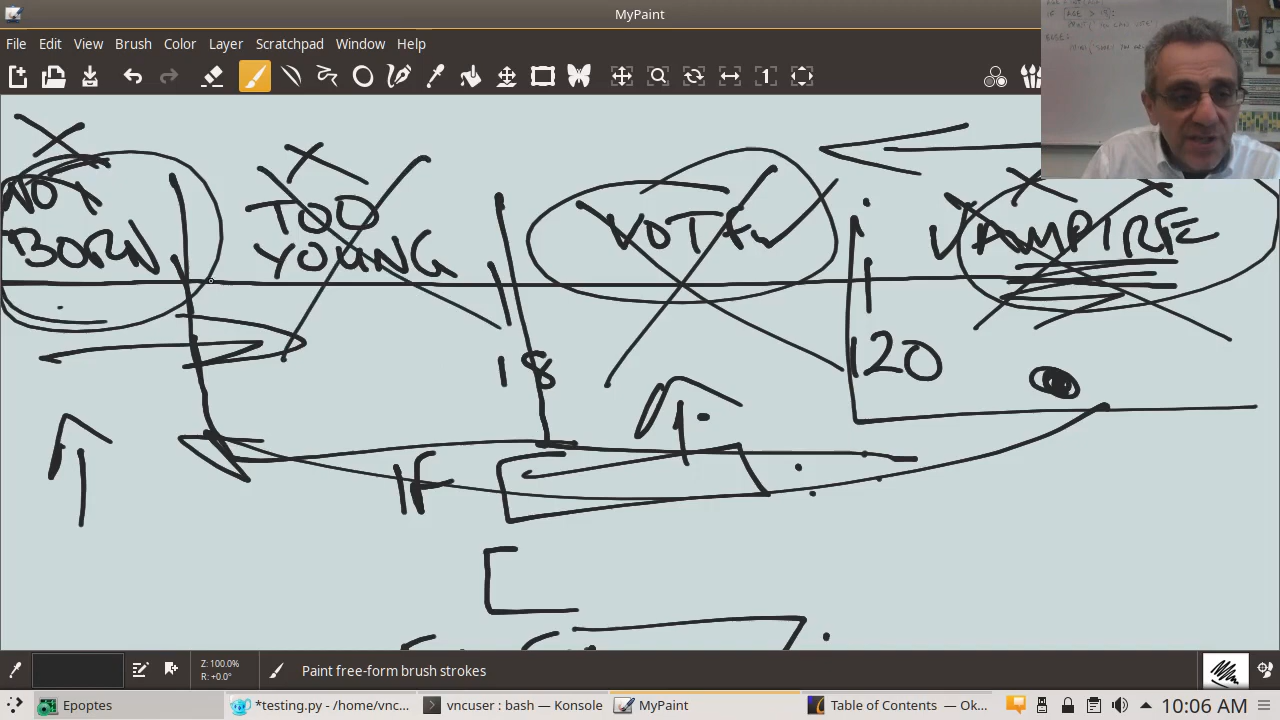 MyPaint
File Edit View Brush Color Layer Scratchpad Window Help
NOT
BORN
TOO
YOUNG
VOTE
VAMPIRE
18
120
IF
Z: 100.0%
R: +0.0°
Paint free-form brush strokes
Epoptes
*testing.py - /home/vnc...
vncuser : bash — Konsole
MyPaint
Table of Contents — Ok...
10:06 AM